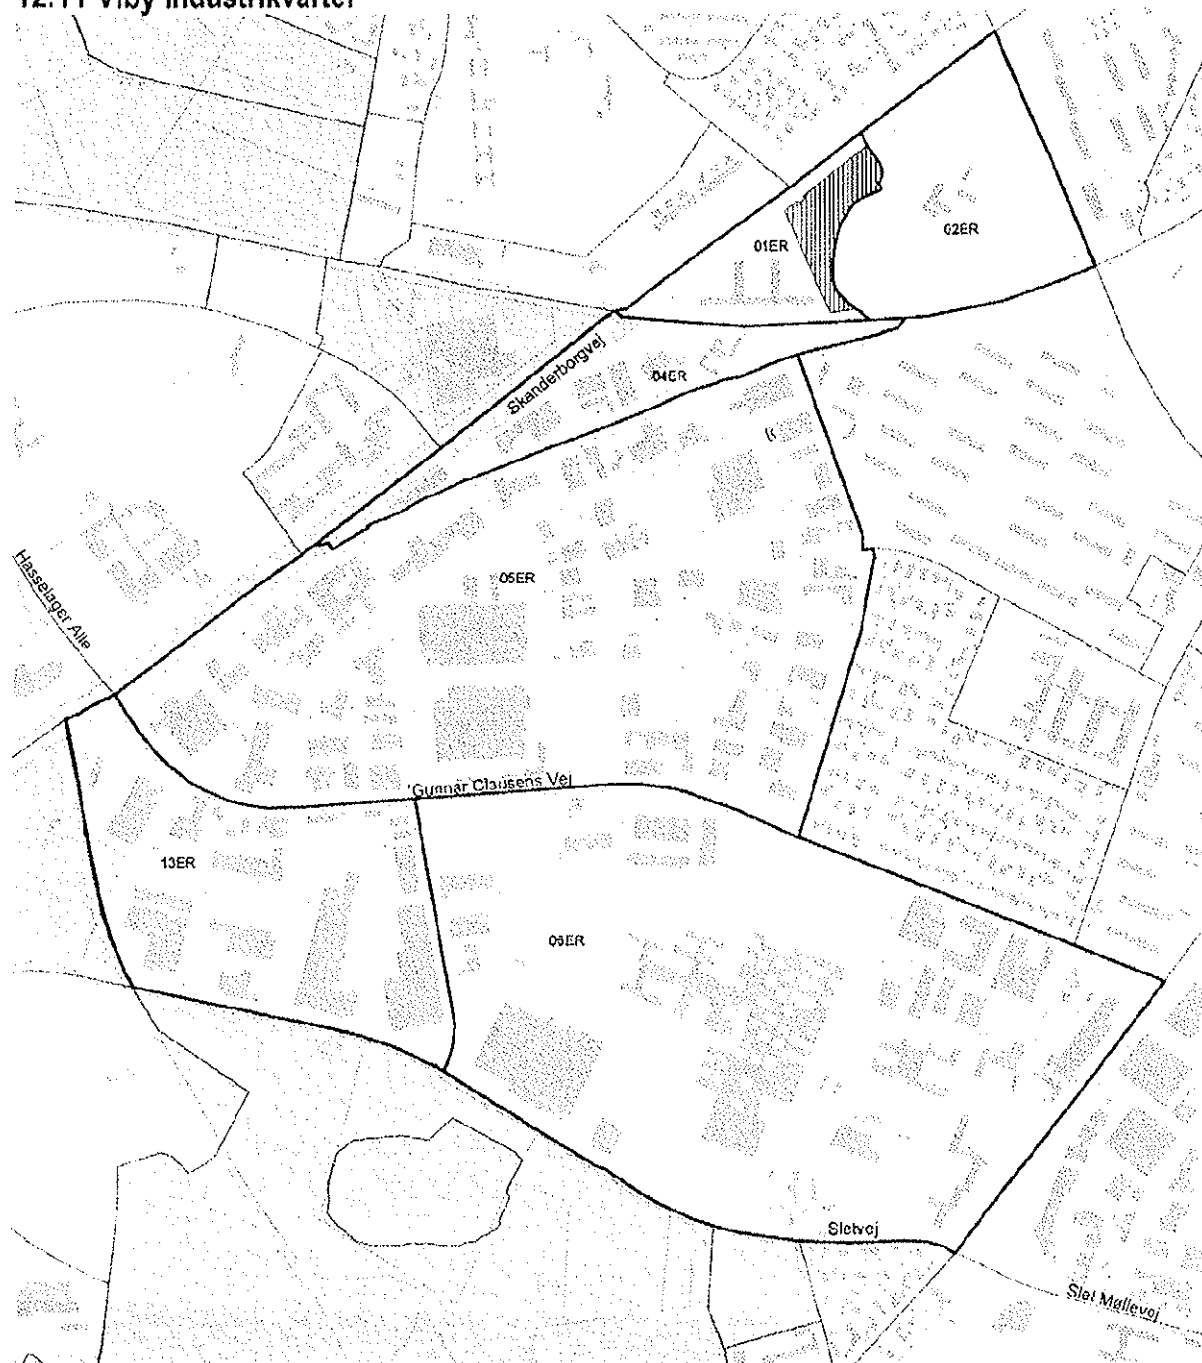 12.11 Viby Industrikvarter
02ER
01ER
04ER
Skanderborgvej
05ER
Hasselager Alle
Gunnar Clausens Vej
13ER
06ER
Sletvej
Slet Møllevej